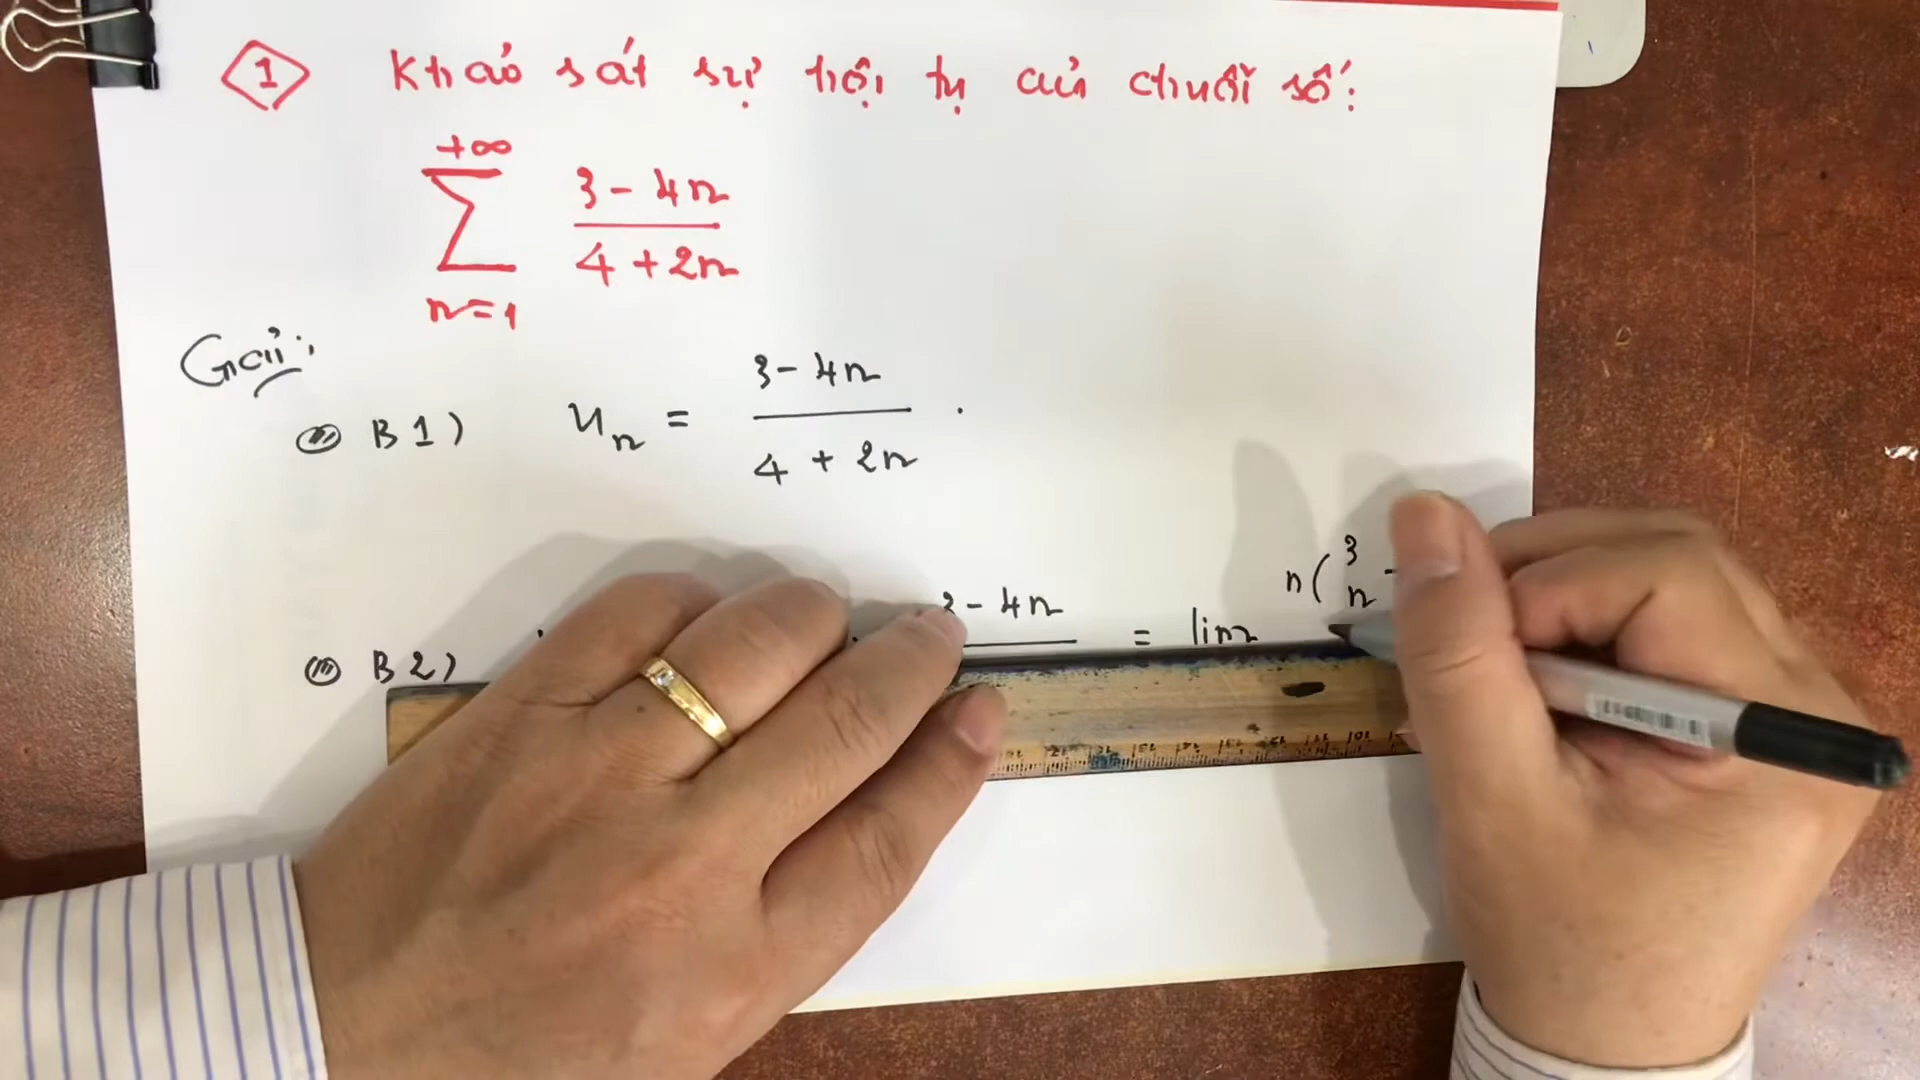 1 Khảo sát sự hội tụ của chuỗi số:
+∞
∑ 3 - 4n / 4 + 2n
n=1
Giải:
B1) uₙ = 3 - 4n / 4 + 2n .
B2) 3 - 4n = lim n(3/n -